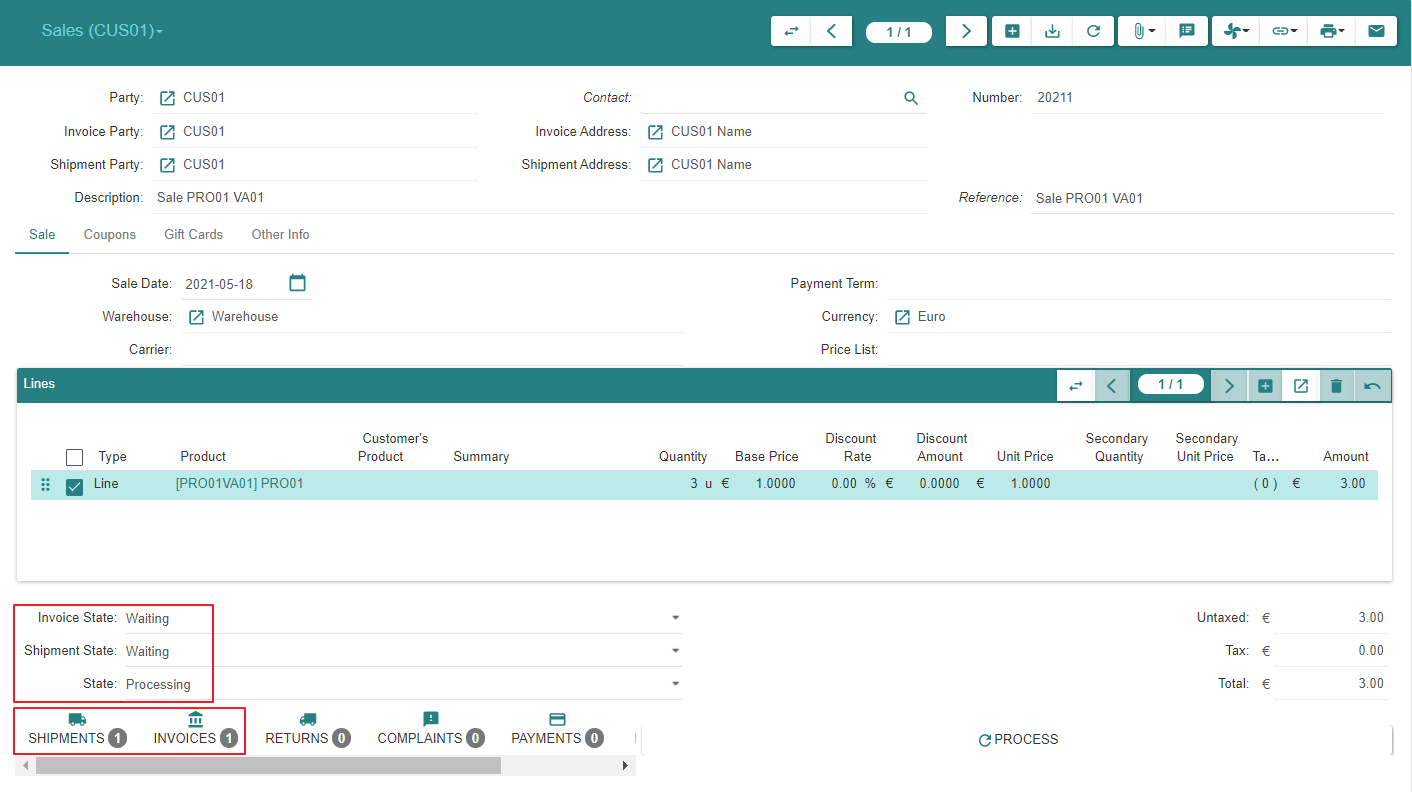 Sales (CUS01)
1 / 1
Party: CUS01 Contact: Number: 20211
Invoice Party: CUS01 Invoice Address: CUS01 Name
Shipment Party: CUS01 Shipment Address: CUS01 Name
Description: Sale PRO01 VA01 Reference: Sale PRO01 VA01
Sale Coupons Gift Cards Other Info
Sale Date: 2021-05-18 Payment Term:
Warehouse: Warehouse Currency: Euro
Carrier: Price List:
Lines 1 / 1
Customer's Discount Discount Secondary Secondary
Type Product Product Summary Quantity Base Price Rate Amount Unit Price Quantity Unit Price Ta... Amount
Line [PRO01VA01] PRO01 3 u € 1.0000 0.00 % € 0.0000 € 1.0000 ( 0 ) € 3.00
Invoice State: Waiting Untaxed: € 3.00
Shipment State: Waiting Tax: € 0.00
State: Processing Total: € 3.00
SHIPMENTS 1 INVOICES 1 RETURNS 0 COMPLAINTS 0 PAYMENTS 0 PROCESS